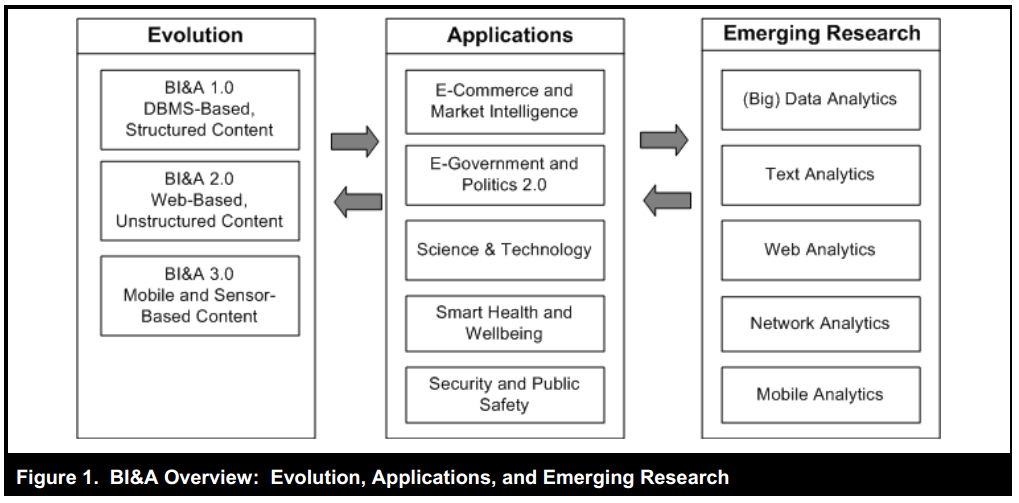 Evolution
BI&A 1.0
DBMS-Based,
Structured Content
BI&A 2.0
Web-Based,
Unstructured Content
BI&A 3.0
Mobile and Sensor-
Based Content
Applications
E-Commerce and
Market Intelligence
E-Government and
Politics 2.0
Science & Technology
Smart Health and
Wellbeing
Security and Public
Safety
Emerging Research
(Big) Data Analytics
Text Analytics
Web Analytics
Network Analytics
Mobile Analytics
Figure 1. BI&A Overview: Evolution, Applications, and Emerging Research